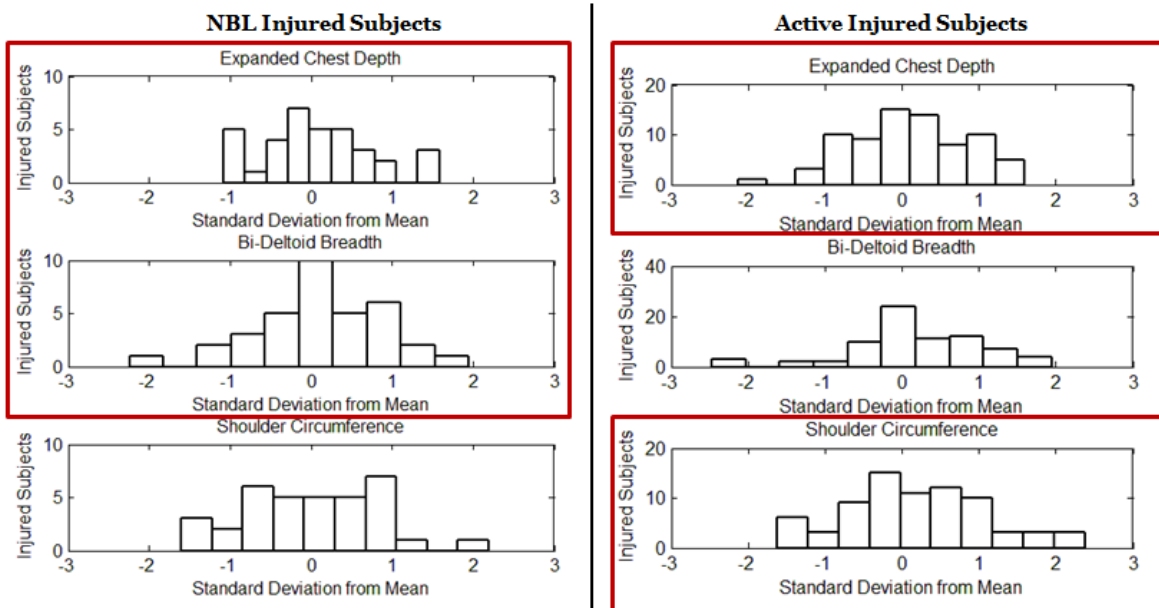 NBL Injured Subjects
Expanded Chest Depth
Injured Subjects
10
5
0
-3 -2 -1 0 1 2 3
Standard Deviation from Mean
Bi-Deltoid Breadth
Injured Subjects
10
5
0
-3 -2 -1 0 1 2 3
Standard Deviation from Mean
Shoulder Circumference
Injured Subjects
10
5
0
-3 -2 -1 0 1 2 3
Standard Deviation from Mean
Active Injured Subjects
Expanded Chest Depth
Injured Subjects
20
10
0
-3 -2 -1 0 1 2 3
Standard Deviation from Mean
Bi-Deltoid Breadth
Injured Subjects
40
20
0
-3 -2 -1 0 1 2 3
Standard Deviation from Mean
Shoulder Circumference
Injured Subjects
20
10
0
-3 -2 -1 0 1 2 3
Standard Deviation from Mean